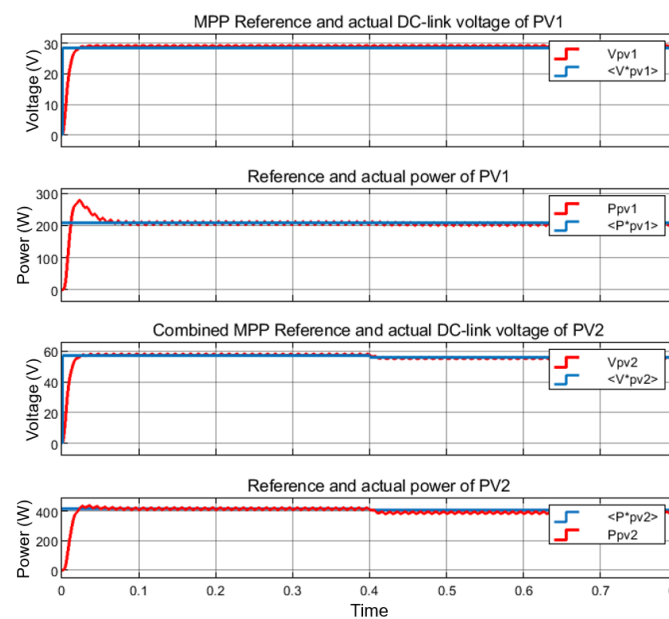 MPP Reference and actual DC-link voltage of PV1
Voltage (V)
30
20
10
0
Vpv1
<V*pv1>
Reference and actual power of PV1
Power (W)
300
200
100
0
Ppv1
<P*pv1>
Combined MPP Reference and actual DC-link voltage of PV2
Voltage (V)
60
40
20
0
Vpv2
<V*pv2>
Reference and actual power of PV2
Power (W)
400
200
0
<P*pv2>
Ppv2
0 0.1 0.2 0.3 0.4 0.5 0.6 0.7
Time